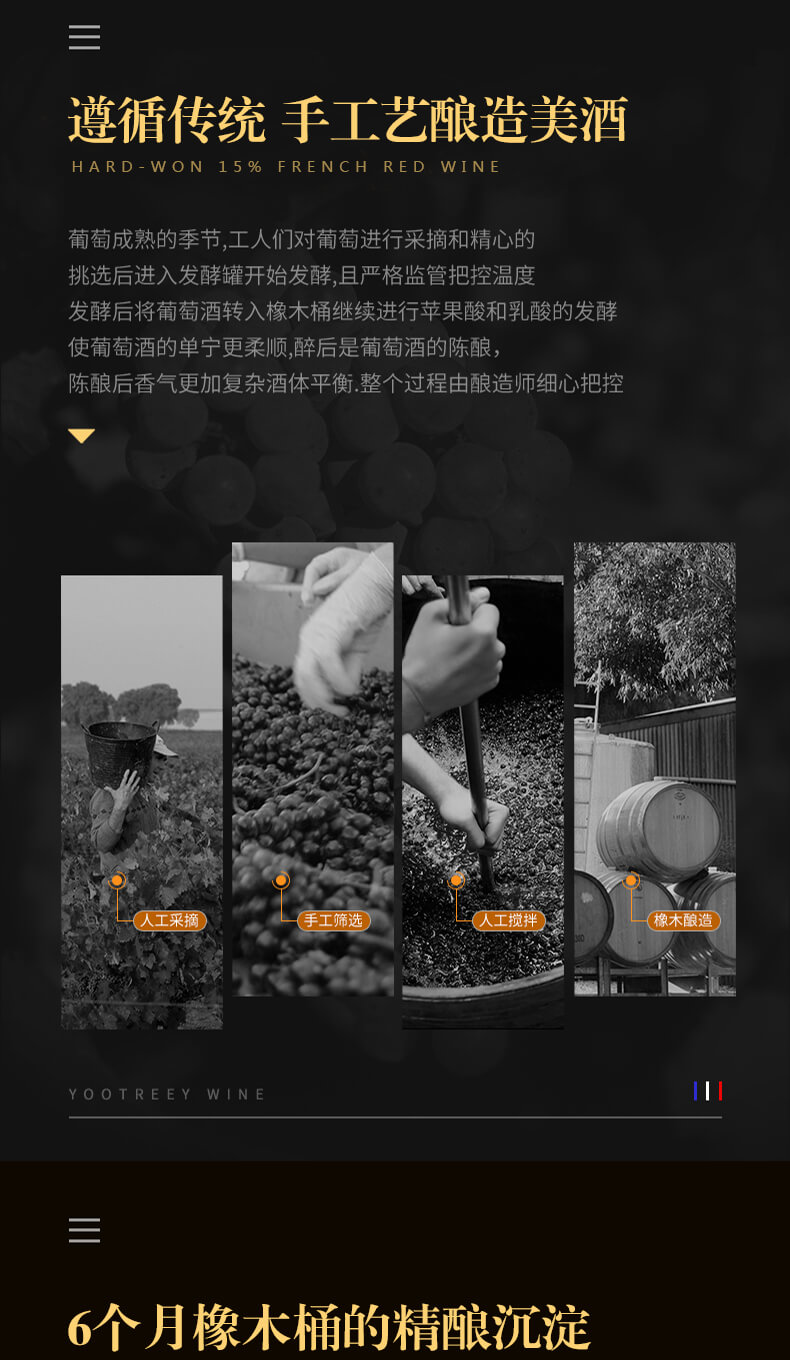 遵循传统 手工艺酿造美酒
HARD-WON 15% FRENCH RED WINE
葡萄成熟的季节,工人们对葡萄进行采摘和精心的
挑选后进入发酵罐开始发酵,且严格监管把控温度
发酵后将葡萄酒转入橡木桶继续进行苹果酸和乳酸的发酵
使葡萄酒的单宁更柔顺,醉后是葡萄酒的陈酿，
陈酿后香气更加复杂酒体平衡.整个过程由酿造师细心把控
人工采摘
手工筛选
人工搅拌
橡木酿造
YOOTREEY WINE
6个月橡木桶的精酿沉淀